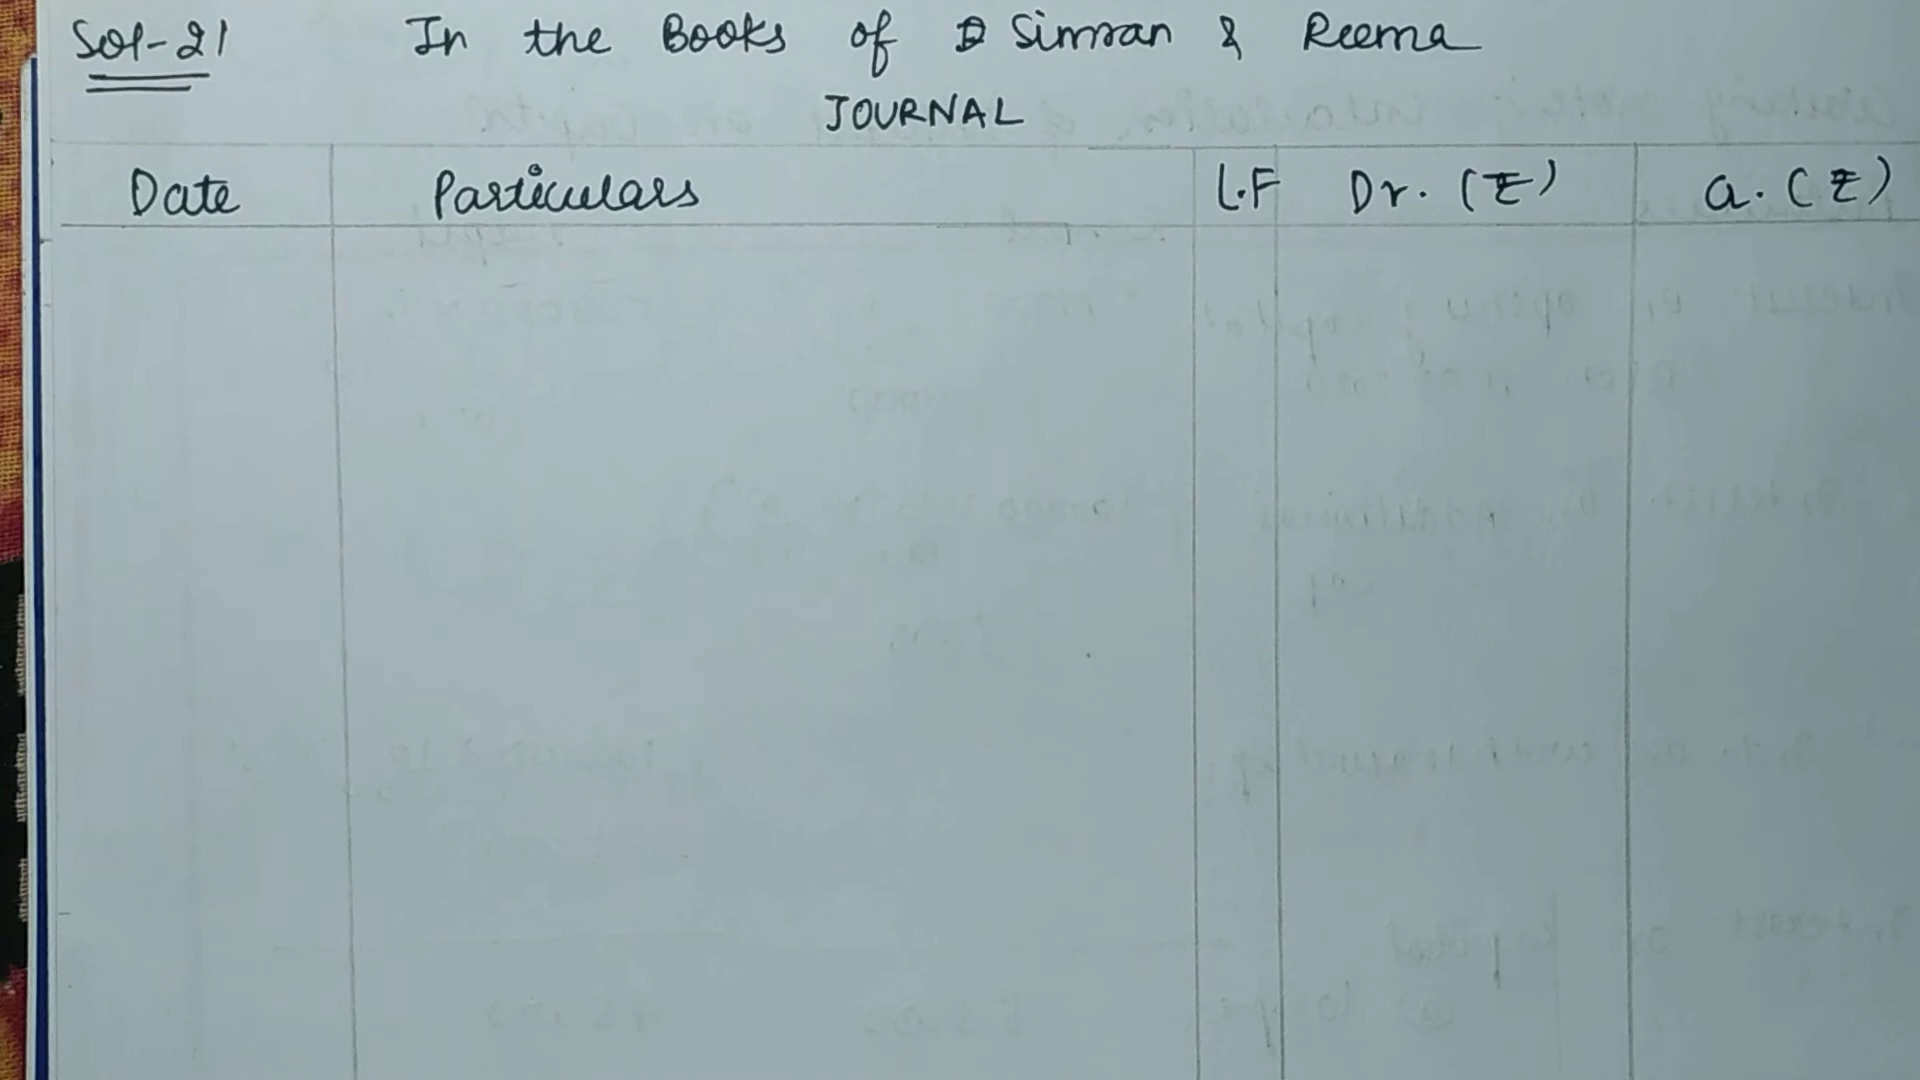 Sol-21 In the Books of Simran & Reema
JOURNAL
Date Particulars L.F Dr. (₹) Cr. (₹)